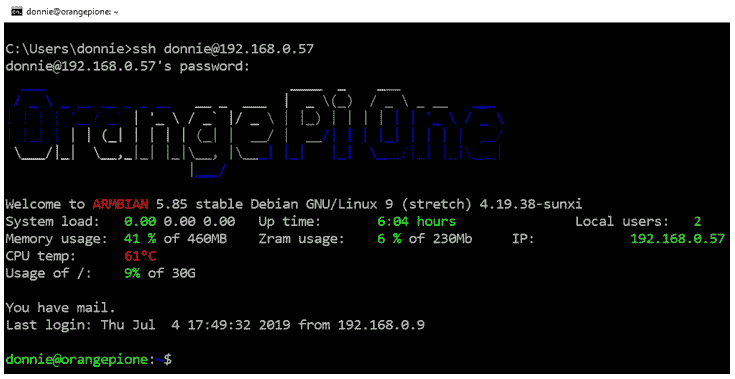 donnie@orangepione: ~
C:\Users\donnie>ssh donnie@192.168.0.57
donnie@192.168.0.57's password:
Orange Pi One
Welcome to ARMBIAN 5.85 stable Debian GNU/Linux 9 (stretch) 4.19.38-sunxi
System load: 0.00 0.00 0.00 Up time: 6:04 hours Local users: 2
Memory usage: 41 % of 460MB Zram usage: 6 % of 230Mb IP: 192.168.0.57
CPU temp: 61°C
Usage of /: 9% of 30G
You have mail.
Last login: Thu Jul 4 17:49:32 2019 from 192.168.0.9
donnie@orangepione:~$